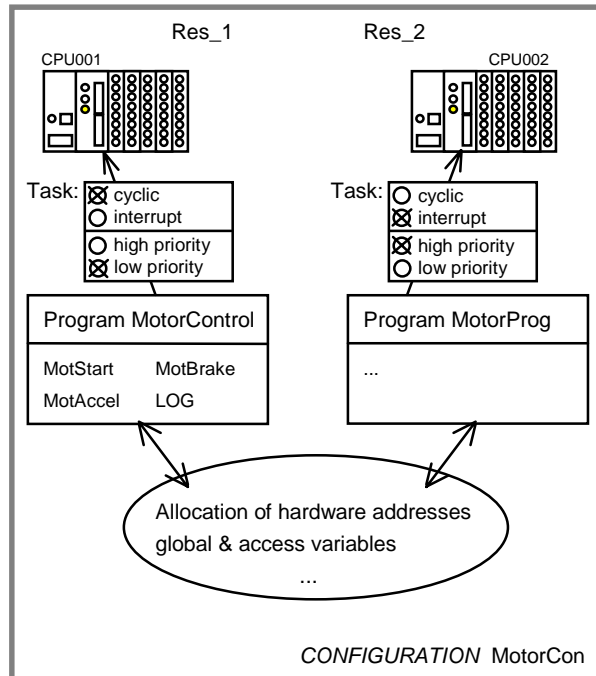 Res_1 Res_2
CPU001 CPU002
Task: cyclic Task: cyclic
interrupt interrupt
high priority high priority
low priority low priority
Program MotorControl Program MotorProg
MotStart MotBrake ...
MotAccel LOG
Allocation of hardware addresses
global & access variables
...
CONFIGURATION MotorCon